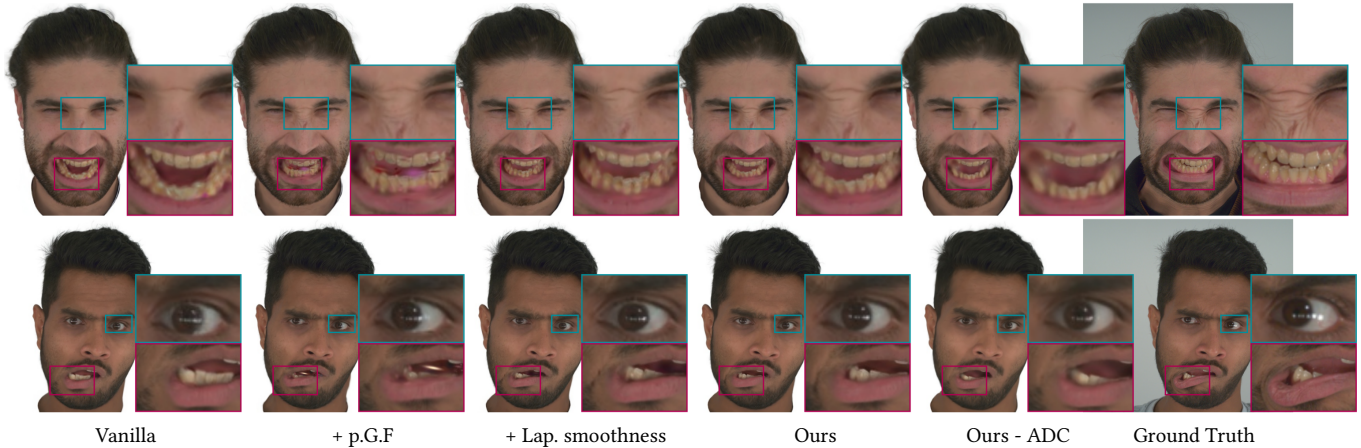 Vanilla
+ p.G.F
+ Lap. smoothness
Ours
Ours - ADC
Ground Truth